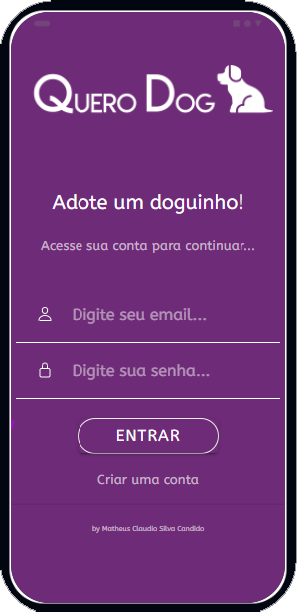 Quero Dog
Adote um doguinho!
Acesse sua conta para continuar...
Digite seu email...
Digite sua senha...
ENTRAR
Criar uma conta
by Matheus Claudio Silva Candido